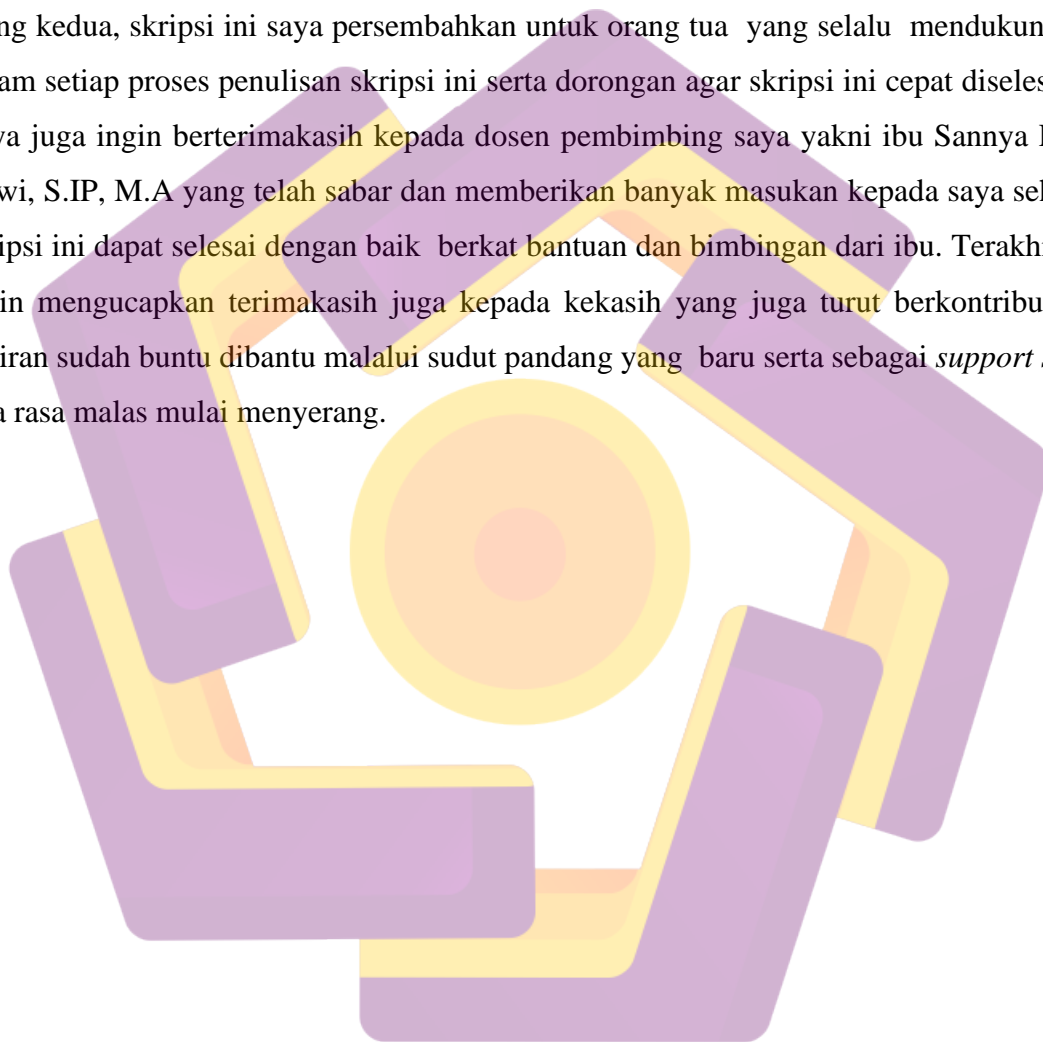 ng kedua, skripsi ini saya persembahkan untuk orang tua yang selalu mendukun
am setiap proses penulisan skripsi ini serta dorongan agar skripsi ini cepat diseles
ya juga ingin berterimakasih kepada dosen pembimbing saya yakni ibu Sannya
wi, S.IP, M.A yang telah sabar dan memberikan banyak masukan kepada saya se
ipsi ini dapat selesai dengan baik berkat bantuan dan bimbingan dari ibu. Terakhi
in mengucapkan terimakasih juga kepada kekasih yang juga turut berkontribu
iran sudah buntu dibantu malalui sudut pandang yang baru serta sebagai support
a rasa malas mulai menyerang.